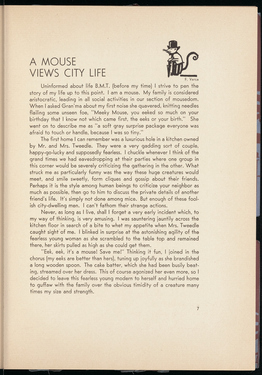 A MOUSE
VIEWS CITY LIFE
Uninformed about life B.M.T. (before my time) I strive to pen the
story of my life up to this point. I am a mouse. My family is considered
aristocratic, leading in all social activities in our section of mousedom.
When I asked Gran'ma about my first noise she quavered, knitting needles
flailing some unseen foe, "Meeky Mouse, you eeked so much on your
birthday that I know not which came first, the eeks or your birth." She
went on to describe me as "a soft gray surprise package everyone was
afraid to touch or handle, because I was so tiny."
The first home I can remember was a luxurious hole in a kitchen owned
by Mr. and Mrs. Tweedle. They were a very gadding sort of couple,
happy-go-lucky and supposedly fearless. I chuckle whenever I think of the
grand times we had eavesdropping at their parties where one group in
this corner would be severely criticizing the gathering in the other. What
struck me as particularly funny was the way these huge creatures would
meet, and smile sweetly, form cliques and gossip about their friends.
Perhaps it is the style among human beings to criticize your neighbor as
much as possible, then go to him to discuss the private details of another
friend's life. It's simply not done among mice. But enough of these fool-
ish city-dwelling men. I can't fathom their strange actions.
Never, as long as I live, shall I forget a very early incident which, to
my way of thinking, is very amusing. I was sauntering jauntily across the
kitchen floor in search of a bite to what my appetite when Mrs. Tweedle
caught sight of me. I blinked in surprise at the astonishing agility of the
fearless young woman as she scrambled to the table top and remained
there, her skirts pulled as high as she could get them.
"Eek, eek, it's a mouse! Save me!" Thinking it fun, I joined in the
chorus (my eeks are better than hers), tuning up joyfully as she brandished
a long wooden spoon. The cake batter, which she had been busily beat-
ing, streamed over her dress. This of course agonized her even more, so I
decided to leave this fearless young modern to herself and hurried home
to guffaw with the family over the obvious timidity of a creature many
times my size and strength.
7